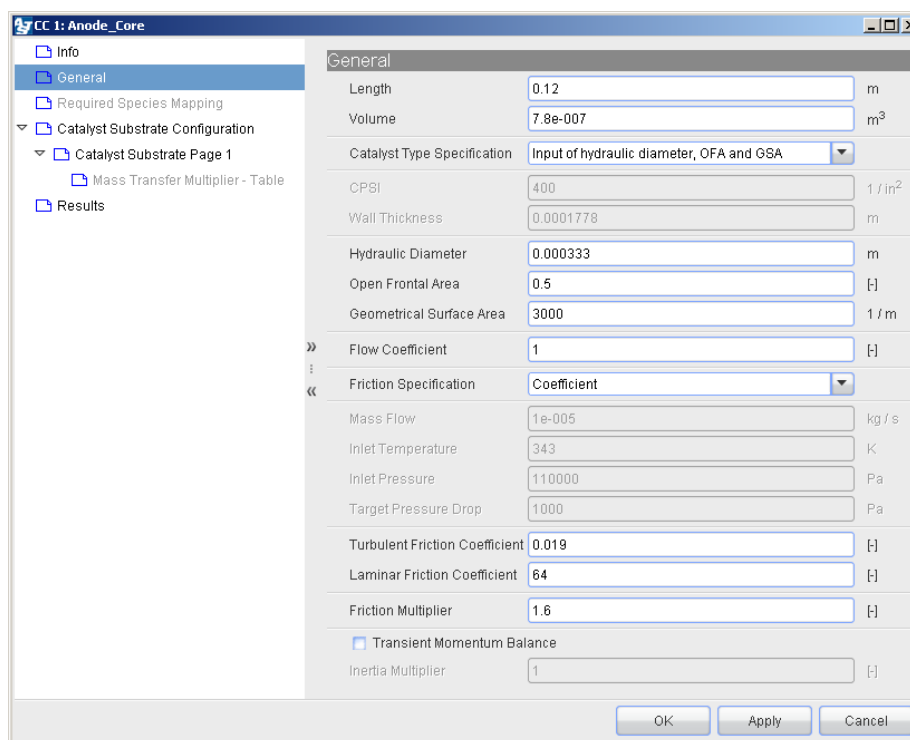 CC 1: Anode_Core
Info
General
Required Species Mapping
Catalyst Substrate Configuration
Catalyst Substrate Page 1
Mass Transfer Multiplier - Table
Results
General
Length 0.12 m
Volume 7.8e-007 m3
Catalyst Type Specification Input of hydraulic diameter, OFA and GSA
CPSI 400 1 / in2
Wall Thickness 0.0001778 m
Hydraulic Diameter 0.000333 m
Open Frontal Area 0.5 [-]
Geometrical Surface Area 3000 1 / m
Flow Coefficient 1 [-]
Friction Specification Coefficient
Mass Flow 1e-005 kg / s
Inlet Temperature 343 K
Inlet Pressure 110000 Pa
Target Pressure Drop 1000 Pa
Turbulent Friction Coefficient 0.019 [-]
Laminar Friction Coefficient 64 [-]
Friction Multiplier 1.6 [-]
Transient Momentum Balance
Inertia Multiplier 1 [-]
OK Apply Cancel